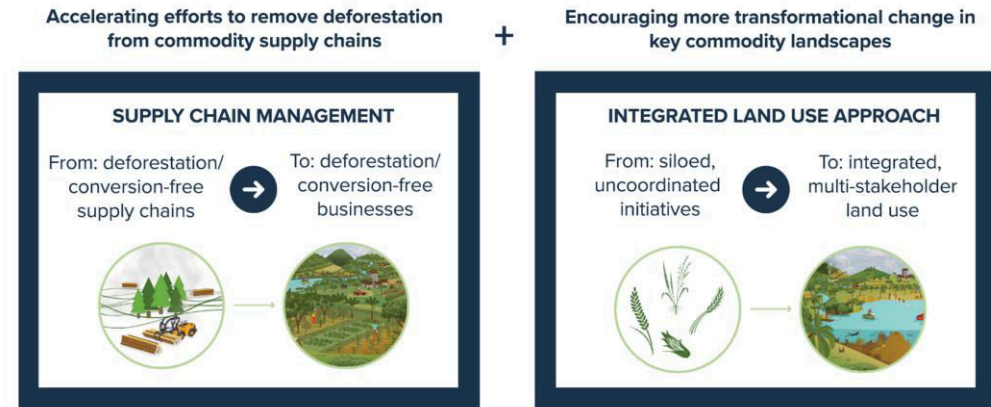 Accelerating efforts to remove deforestation
from commodity supply chains
+
Encouraging more transformational change in
key commodity landscapes
SUPPLY CHAIN MANAGEMENT
From: deforestation/
conversion-free
supply chains
To: deforestation/
conversion-free
businesses
INTEGRATED LAND USE APPROACH
From: siloed,
uncoordinated
initiatives
To: integrated,
multi-stakeholder
land use